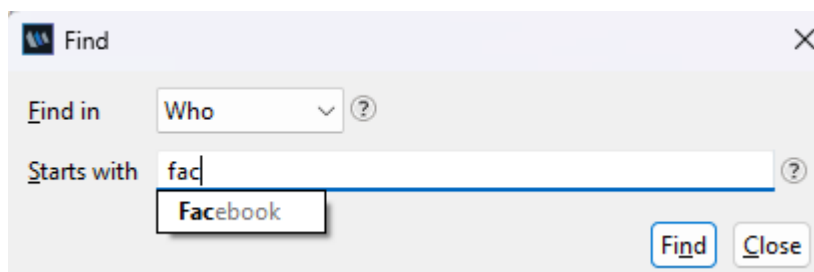 Find
Find in Who ?
Starts with fac ?
Facebook
Find Close